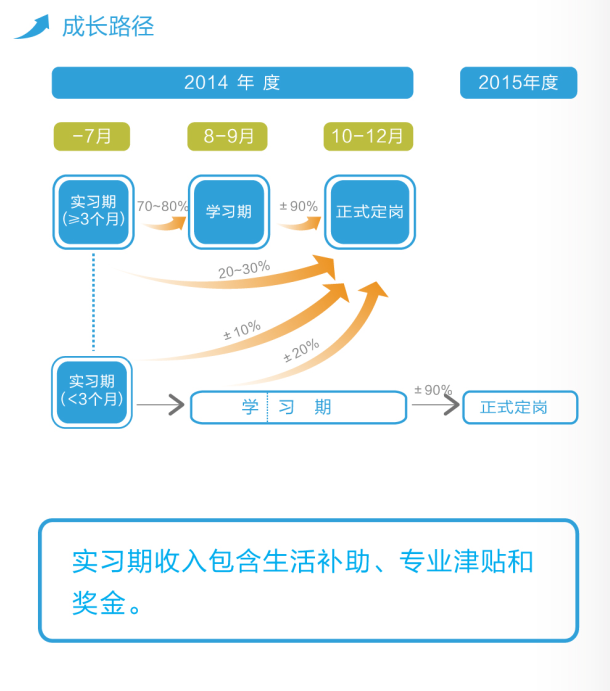 成长路径
2014 年 度
2015年度
-7月
8-9月
10-12月
实习期
(≥3个月)
70~80%
学习期
±90%
正式定岗
20~30%
±10%
±20%
实习期
(<3个月)
学 习 期
±90%
正式定岗
实习期收入包含生活补助、专业津贴和
奖金。